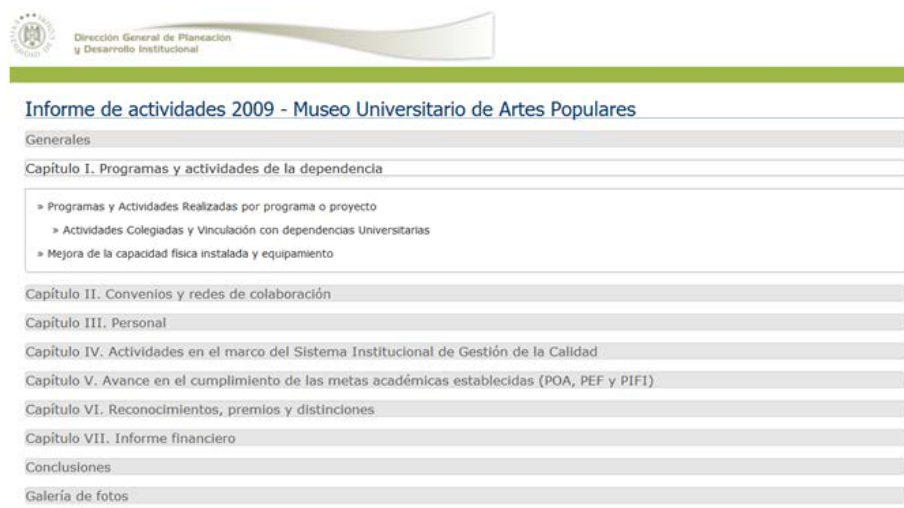 Dirección General de Planeación
y Desarrollo Institucional
Informe de actividades 2009 - Museo Universitario de Artes Populares
Generales
Capítulo I. Programas y actividades de la dependencia
» Programas y Actividades Realizadas por programa o proyecto
» Actividades Colegiadas y Vinculación con dependencias Universitarias
» Mejora de la capacidad física instalada y equipamiento
Capítulo II. Convenios y redes de colaboración
Capítulo III. Personal
Capítulo IV. Actividades en el marco del Sistema Institucional de Gestión de la Calidad
Capítulo V. Avance en el cumplimiento de las metas académicas establecidas (POA, PEF y PIFI)
Capítulo VI. Reconocimientos, premios y distinciones
Capítulo VII. Informe financiero
Conclusiones
Galería de fotos